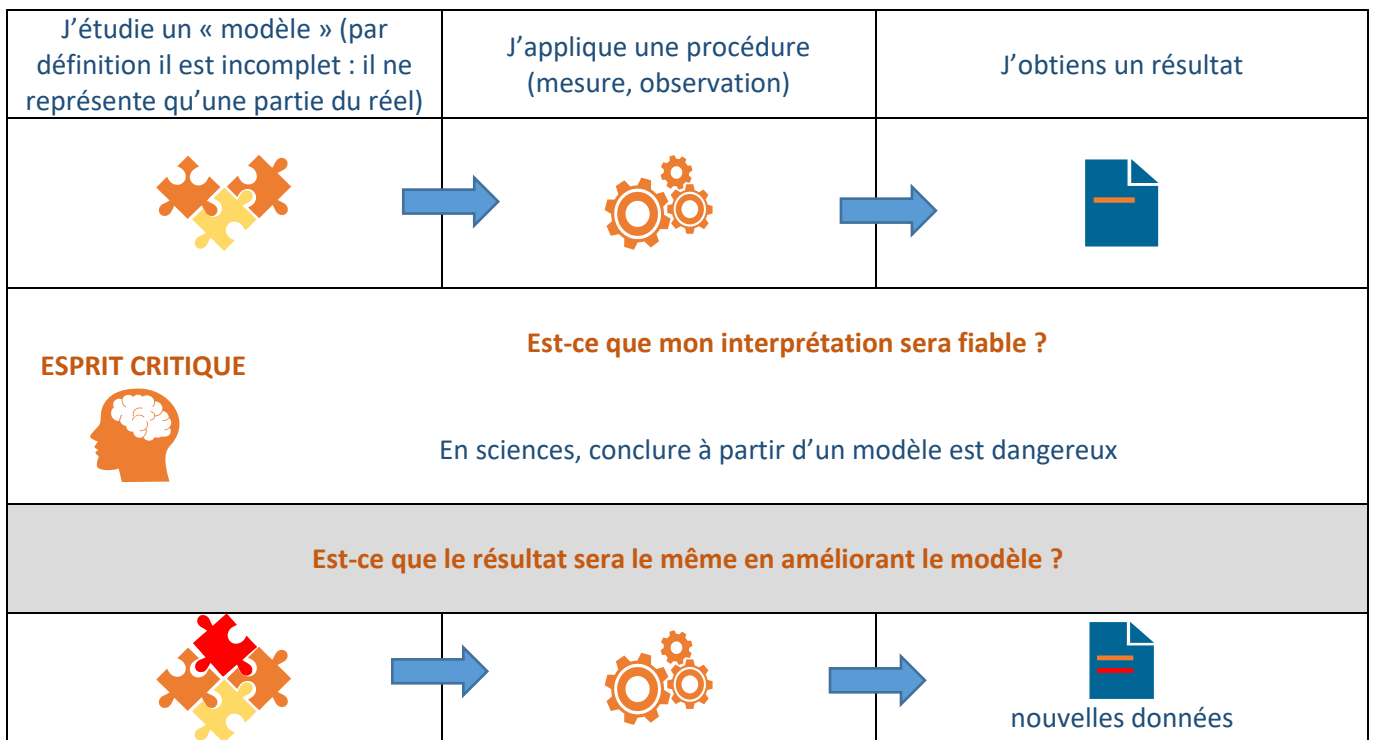 J’étudie un « modèle » (par
définition il est incomplet : il ne
représente qu’une partie du réel)
J’applique une procédure
(mesure, observation)
J’obtiens un résultat
ESPRIT CRITIQUE
Est-ce que mon interprétation sera fiable ?
En sciences, conclure à partir d’un modèle est dangereux
Est-ce que le résultat sera le même en améliorant le modèle ?
nouvelles données